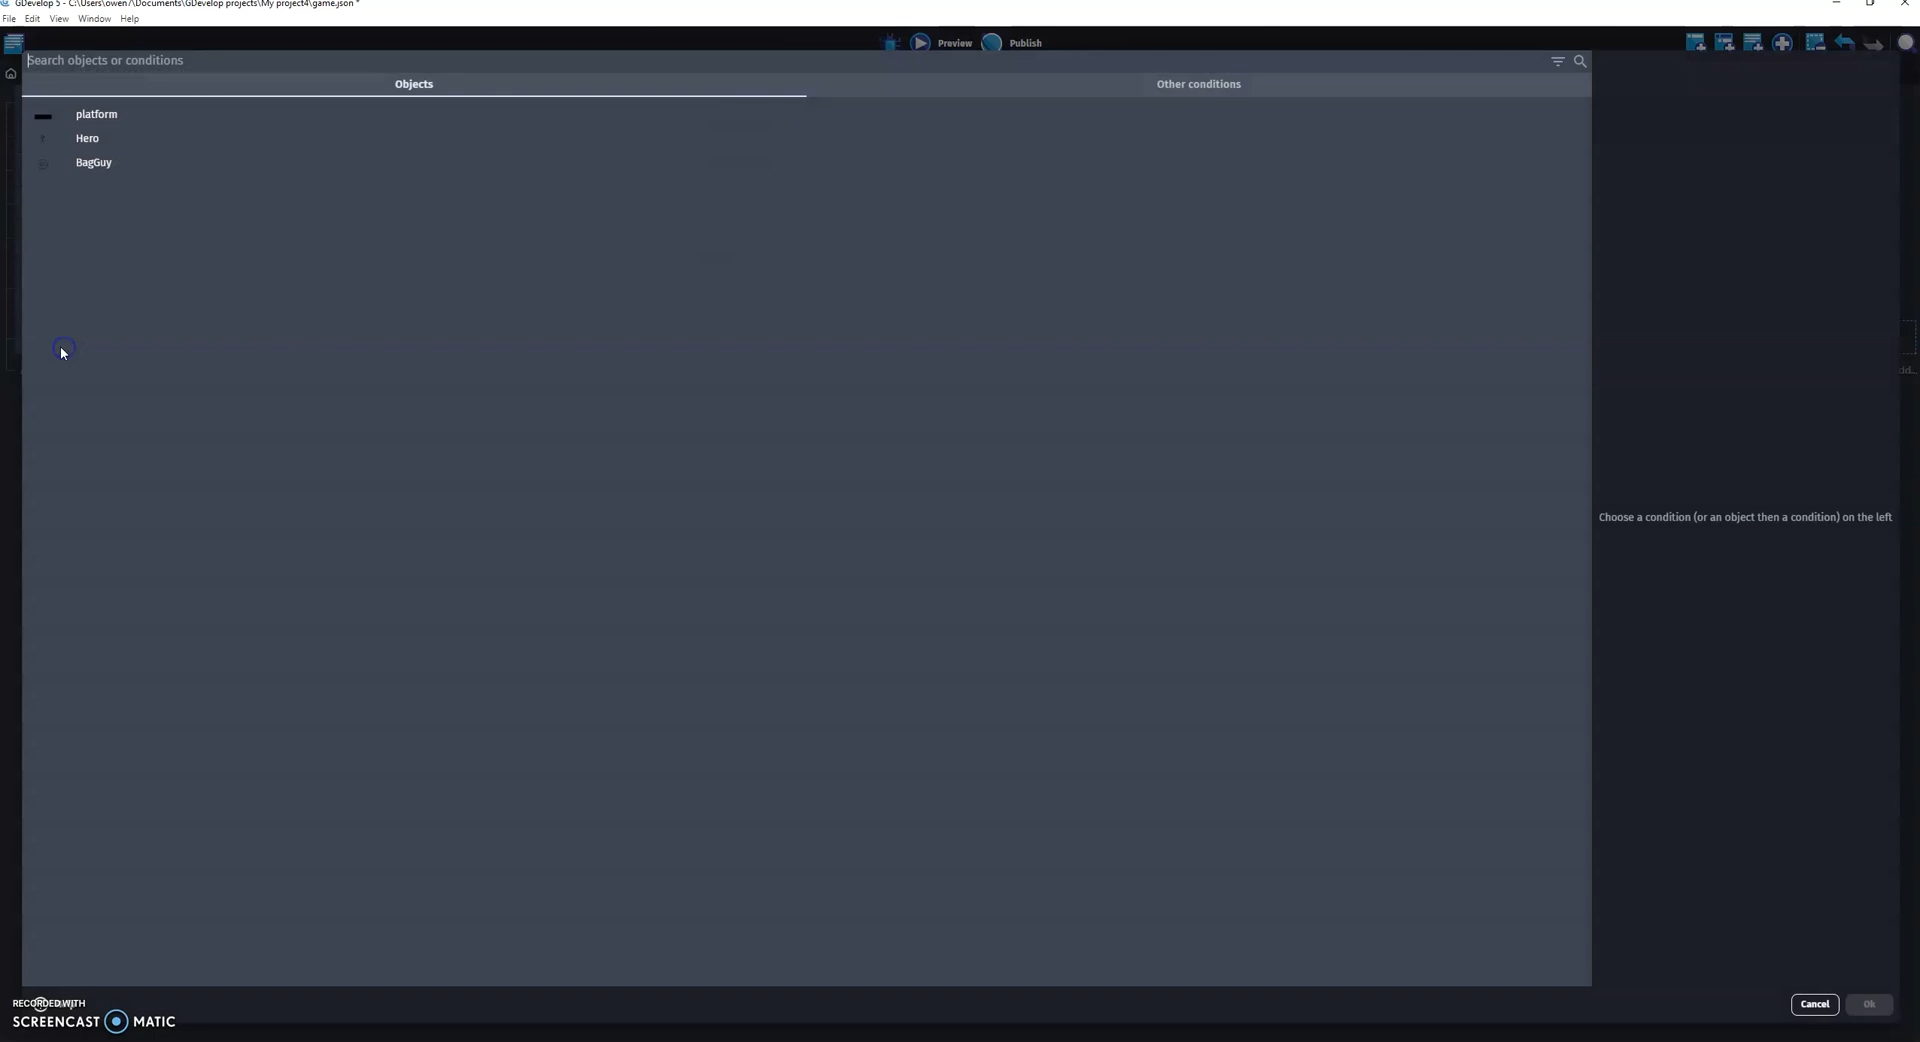 GDevelop 5 - C:\Users\owen7\Documents\GDevelop projects\My project4\game.json *
File Edit View Window Help
Preview Publish
Search objects or conditions
Objects Other conditions
platform
Hero
BagGuy
Choose a condition (or an object then a condition) on the left
RECORDED WITH
SCREENCAST MATIC
Cancel Ok